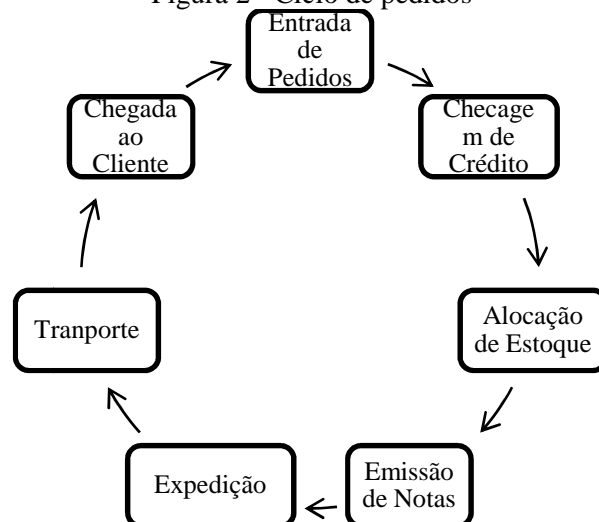 Figura 2 - Ciclo de pedidos
Entrada
de
Pedidos
Checage
m de
Crédito
Alocação
de Estoque
Emissão
de Notas
Expedição
Tranporte
Chegada
ao
Cliente